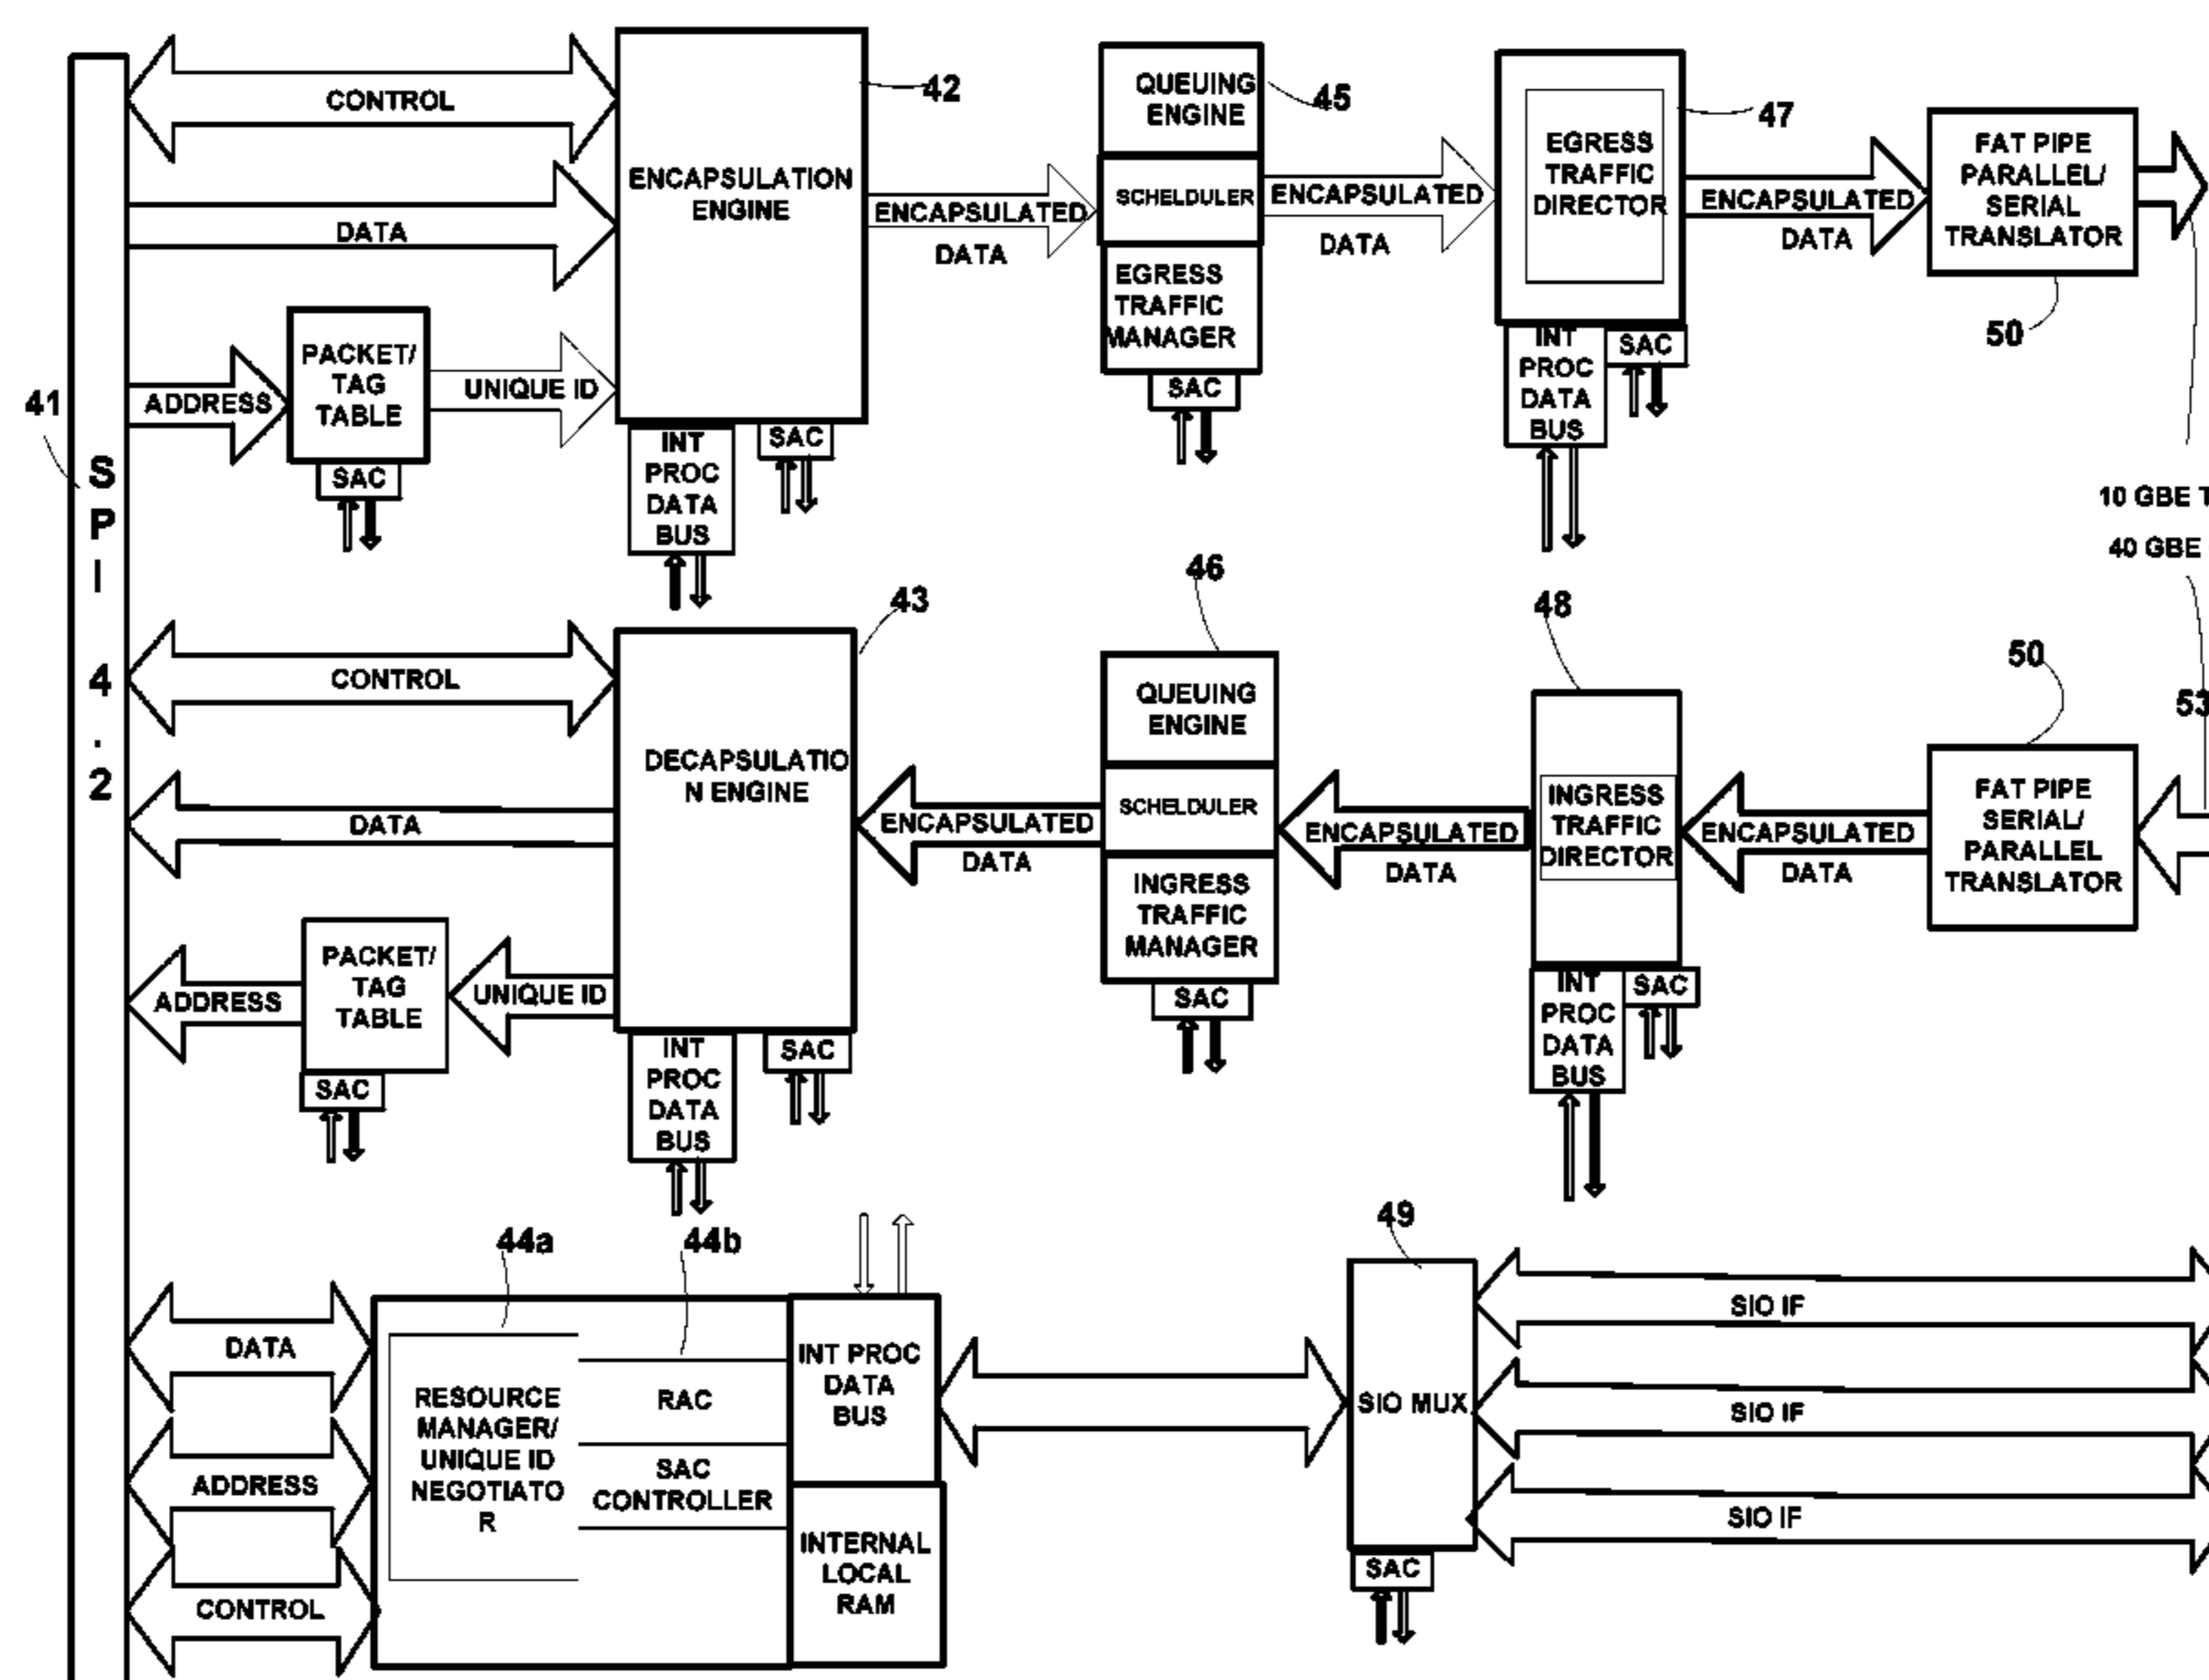 41
S
P
I
4
.
2
CONTROL
DATA
ADDRESS
PACKET/
TAG
TABLE
SAC
UNIQUE ID
42
ENCAPSULATION
ENGINE
INT
PROC
DATA
BUS
SAC
ENCAPSULATED
DATA
45
QUEUING
ENGINE
SCHELDULER
EGRESS
TRAFFIC
MANAGER
SAC
ENCAPSULATED
DATA
47
EGRESS
TRAFFIC
DIRECTOR
INT
PROC
DATA
BUS
SAC
ENCAPSULATED
DATA
FAT PIPE
PARALLEL/
SERIAL
TRANSLATOR
50
10 GBE T
40 GBE
53
CONTROL
DATA
ADDRESS
PACKET/
TAG
TABLE
SAC
UNIQUE ID
43
DECAPSULATIO
N ENGINE
INT
PROC
DATA
BUS
SAC
ENCAPSULATED
DATA
46
QUEUING
ENGINE
SCHELDULER
INGRESS
TRAFFIC
MANAGER
SAC
ENCAPSULATED
DATA
48
INGRESS
TRAFFIC
DIRECTOR
INT
PROC
DATA
BUS
SAC
ENCAPSULATED
DATA
50
FAT PIPE
SERIAL/
PARALLEL
TRANSLATOR
DATA
ADDRESS
CONTROL
44a
44b
RESOURCE
MANAGER/
UNIQUE ID
NEGOTIATO
R
RAC
SAC
CONTROLLER
INT PROC
DATA
BUS
INTERNAL
LOCAL
RAM
49
SIO MUX
SAC
SIO IF
SIO IF
SIO IF